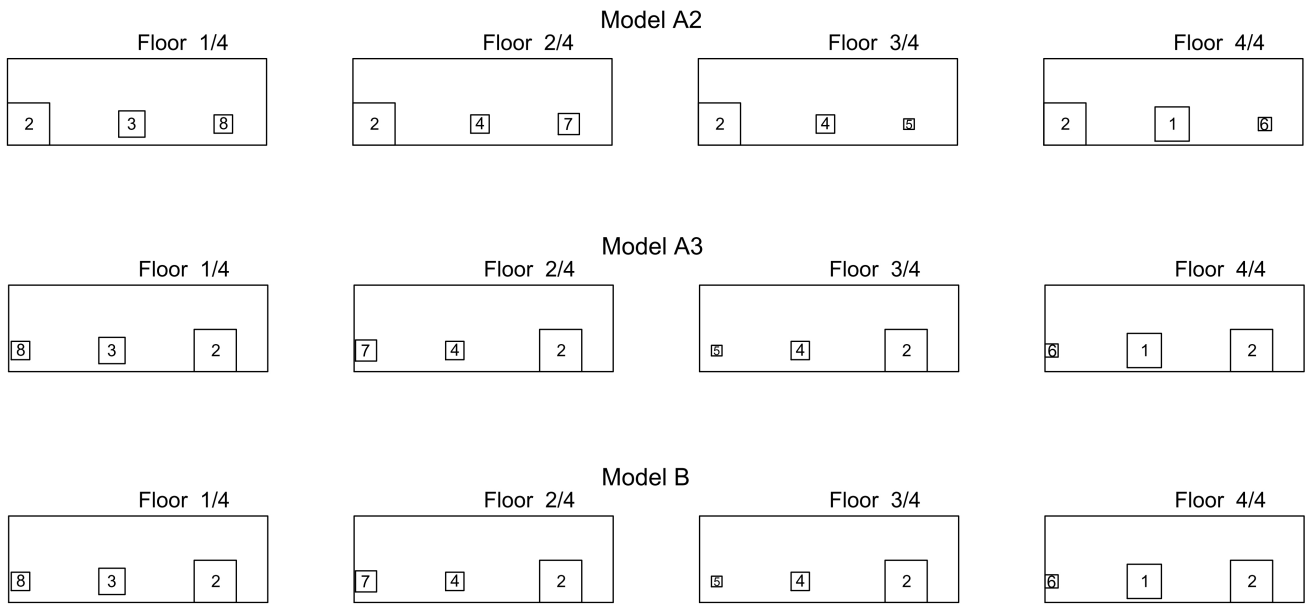 Model A2
Floor 1/4 Floor 2/4 Floor 3/4 Floor 4/4
2 3 8 2 4 7 2 4 5 2 1 6
Model A3
Floor 1/4 Floor 2/4 Floor 3/4 Floor 4/4
8 3 2 7 4 2 5 4 2 6 1 2
Model B
Floor 1/4 Floor 2/4 Floor 3/4 Floor 4/4
8 3 2 7 4 2 5 4 2 6 1 2